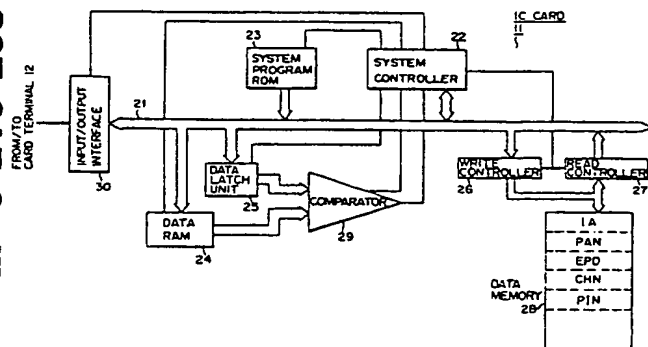 IC CARD
11
23
SYSTEM
PROGRAM
ROM
22
SYSTEM
CONTROLLER
FROM/TO
CARD TERMINAL 12
INPUT/OUTPUT
INTERFACE
30
21
DATA
LATCH
UNIT
25
COMPARATOR
29
DATA
RAM
24
WRITE
CONTROLLER
26
READ
CONTROLLER
27
IA
PAN
EPD
CHN
PIN
DATA
MEMORY
28